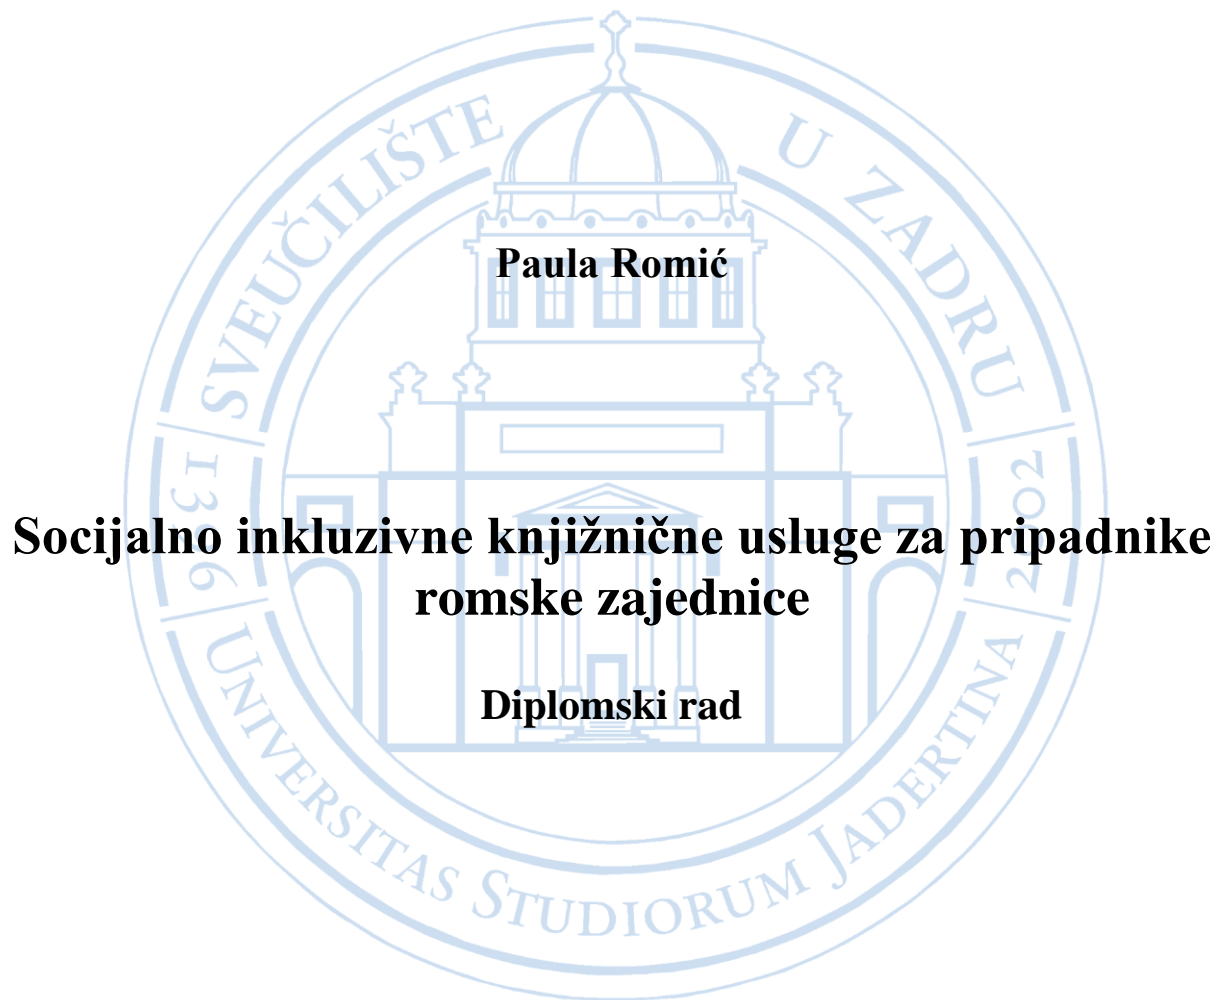 SVEUČILIŠTE U ZADRU
Paula Romić
1396
2002
Socijalno inkluzivne knjižnične usluge za pripadnike
romske zajednice
Diplomski rad
UNIVERSITAS STUDIORUM JADERTINA